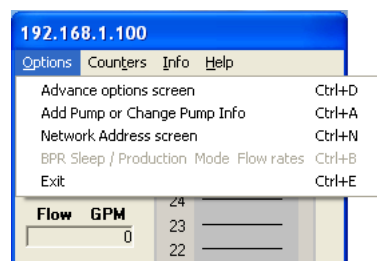 192.168.1.100
Options Counters Info Help
Advance options screen Ctrl+D
Add Pump or Change Pump Info Ctrl+A
Network Address screen Ctrl+N
BPR Sleep / Production Mode Flow rates Ctrl+B
Exit Ctrl+E
24
Flow GPM
23
0
22